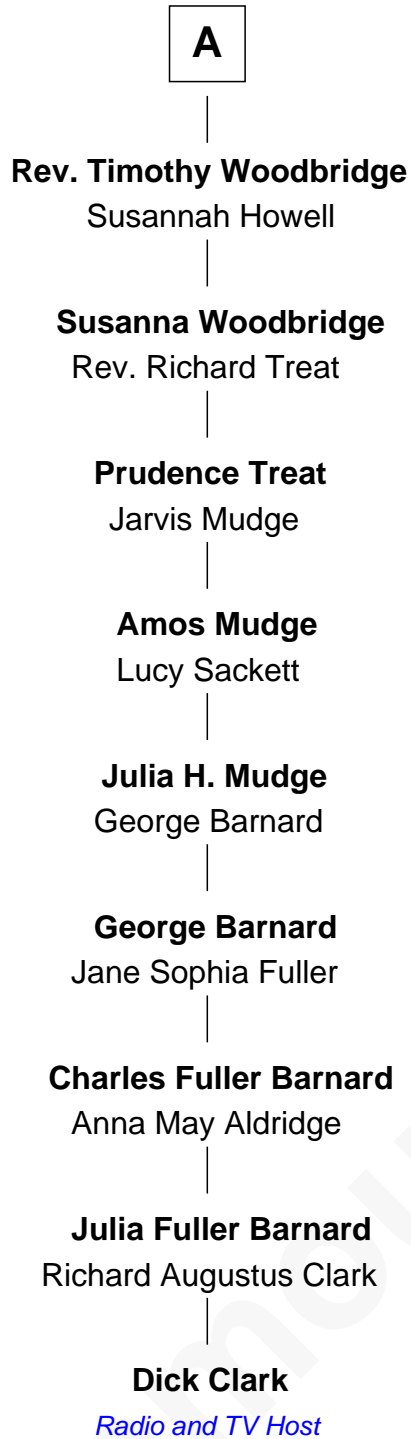 A
Rev. Timothy Woodbridge
Susannah Howell
Susanna Woodbridge
Rev. Richard Treat
Prudence Treat
Jarvis Mudge
Amos Mudge
Lucy Sackett
Julia H. Mudge
George Barnard
George Barnard
Jane Sophia Fuller
Charles Fuller Barnard
Anna May Aldridge
Julia Fuller Barnard
Richard Augustus Clark
Dick Clark
Radio and TV Host